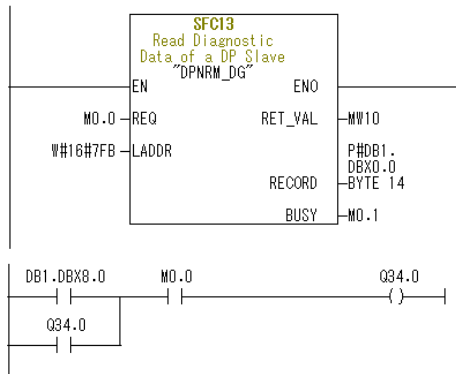 SFC13
Read Diagnostic
Data of a DP Slave
"DPNRM_DG"
EN ENO
M0.0 REQ RET_VAL MW10
W#16#7FB LADDR P#DB1.
DBX0.0
RECORD BYTE 14
BUSY M0.1
DB1.DBX8.0 M0.0 Q34.0
Q34.0